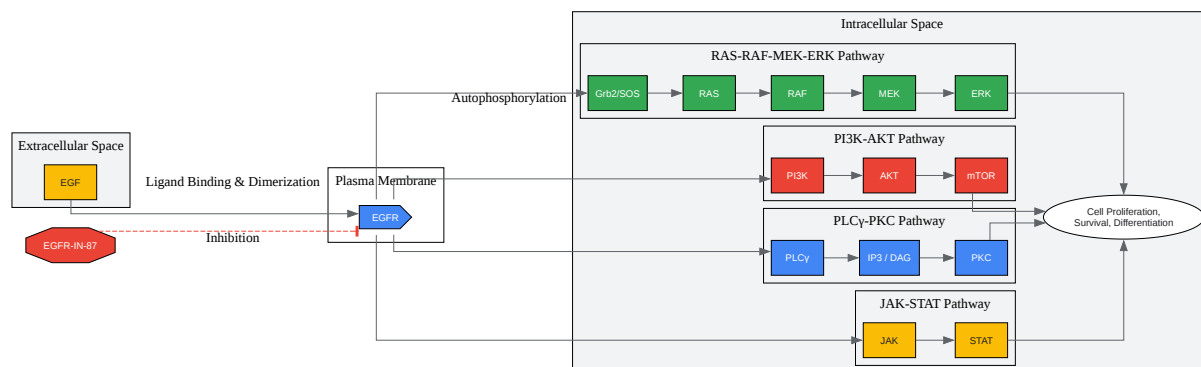 Intracellular Space
RAS-RAF-MEK-ERK Pathway
Grb2/SOS
RAS
RAF
MEK
ERK
Autophosphorylation
Extracellular Space
EGF
Ligand Binding & Dimerization
Plasma Membrane
EGFR
EGFR-IN-87
Inhibition
PI3K-AKT Pathway
PI3K
AKT
mTOR
PLCγ-PKC Pathway
PLCγ
IP3 / DAG
PKC
Cell Proliferation,
Survival, Differentiation
JAK-STAT Pathway
JAK
STAT